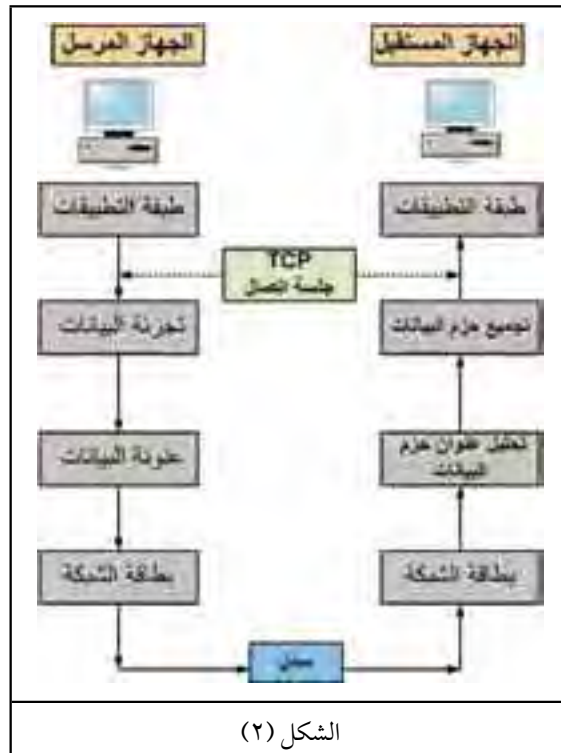 الجهاز المرسل
الجهاز المستقبل
طبقة التطبيقات
طبقة التطبيقات
TCP
جلسة اتصال
تجزئة البيانات
تجميع حزم البيانات
عنونة البيانات
تحليل عنوان حزم
البيانات
بطاقة الشبكة
بطاقة الشبكة
الشكل (٢)